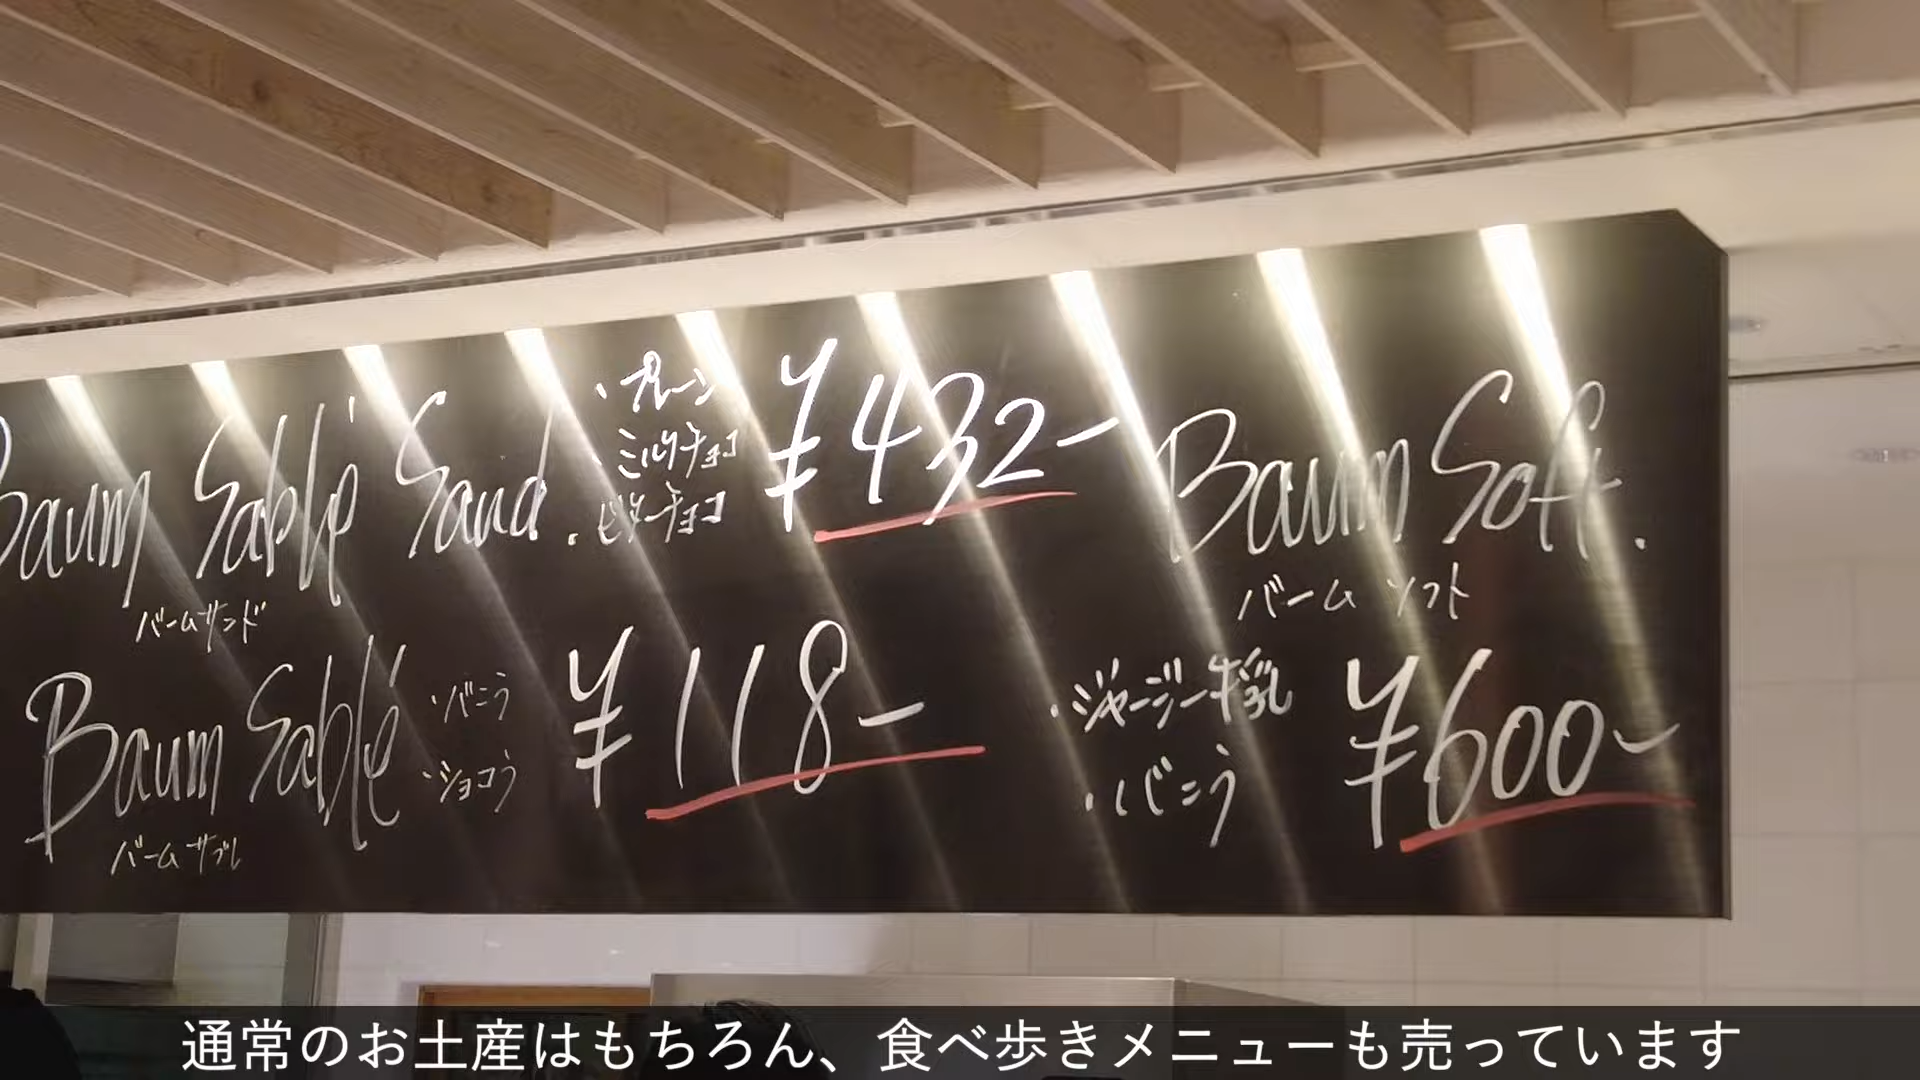 Baum Sablé Sand
・プレーン
・ミルクチョコ
・ビターチョコ
¥432-
バームサンド
Baum Sablé
・バニラ
・ショコラ
¥118-
バームサブレ
Baum Soft.
バームソフト
・ジャージー牛乳
・バニラ
¥600-
通常のお土産はもちろん、食べ歩きメニューも売っています